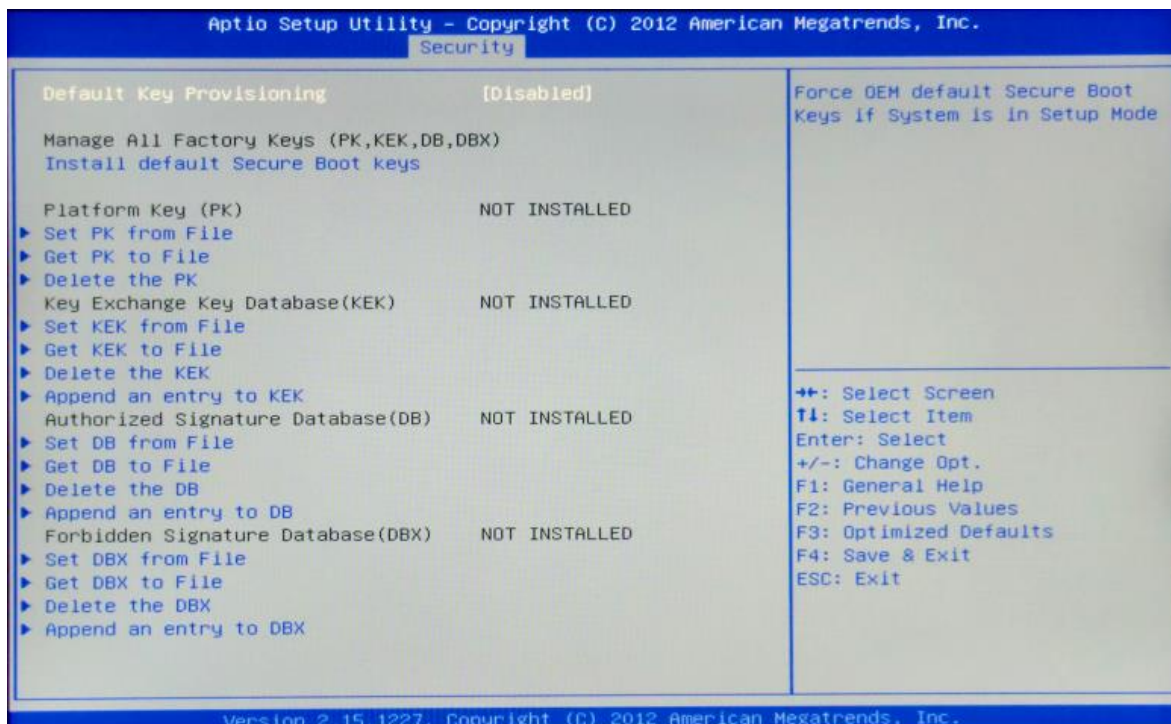 Aptio Setup Utility – Copyright (C) 2012 American Megatrends, Inc.
Security
Default Key Provisioning [Disabled]
Manage All Factory Keys (PK,KEK,DB,DBX)
Install default Secure Boot keys
Platform Key (PK) NOT INSTALLED
Set PK from File
Get PK to File
Delete the PK
Key Exchange Key Database(KEK) NOT INSTALLED
Set KEK from File
Get KEK to File
Delete the KEK
Append an entry to KEK
Authorized Signature Database(DB) NOT INSTALLED
Set DB from File
Get DB to File
Delete the DB
Append an entry to DB
Forbidden Signature Database(DBX) NOT INSTALLED
Set DBX from File
Get DBX to File
Delete the DBX
Append an entry to DBX
Force OEM default Secure Boot
Keys if System is in Setup Mode
→←: Select Screen
↑↓: Select Item
Enter: Select
+/-: Change Opt.
F1: General Help
F2: Previous Values
F3: Optimized Defaults
F4: Save & Exit
ESC: Exit
Version 2.15.1227. Copyright (C) 2012 American Megatrends, Inc.